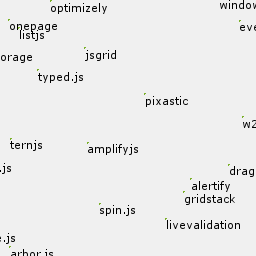 optimizely
window
onepage
eve
listjs
jsgrid
orage
typed.js
pixastic
w2
ternjs
amplifyjs
.js
drag
alertify
gridstack
spin.js
livevalidation
e.js
arbor.js